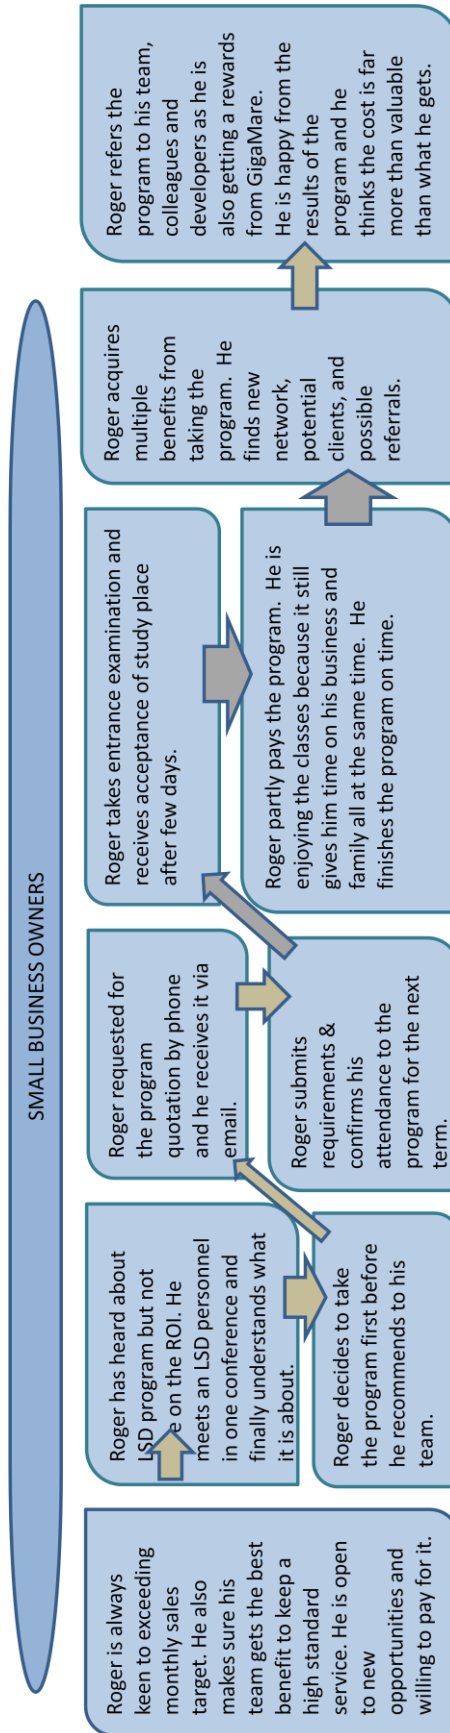 SMALL BUSINESS OWNERS
Roger is always
keen to exceeding
monthly sales
target. He also
makes sure his
team gets the best
benefit to keep a
high standard
service. He is open
to new
opportunities and
willing to pay for it.
Roger has heard about
LSD program but not
e on the ROI. He
meets an LSD personnel
in one conference and
finally understands what
it is about.
Roger decides to take
the program first before
he recommends to his
team.
Roger requested for
the program
quotation by phone
and he receives it via
email.
Roger submits
requirements &
confirms his
attendance to the
program for the next
term.
Roger takes entrance examination and
receives acceptance of study place
after few days.
Roger partly pays the program. He is
enjoying the classes because it still
gives him time on his business and
family all at the same time. He
finishes the program on time.
Roger acquires
multiple
benefits from
taking the
program. He
finds new
network,
potential
clients, and
possible
referrals.
Roger refers the
program to his team,
colleagues and
developers as he is
also getting a rewards
from GigaMare.
He is happy from the
results of the
program and he
thinks the cost is far
more than valuable
than what he gets.